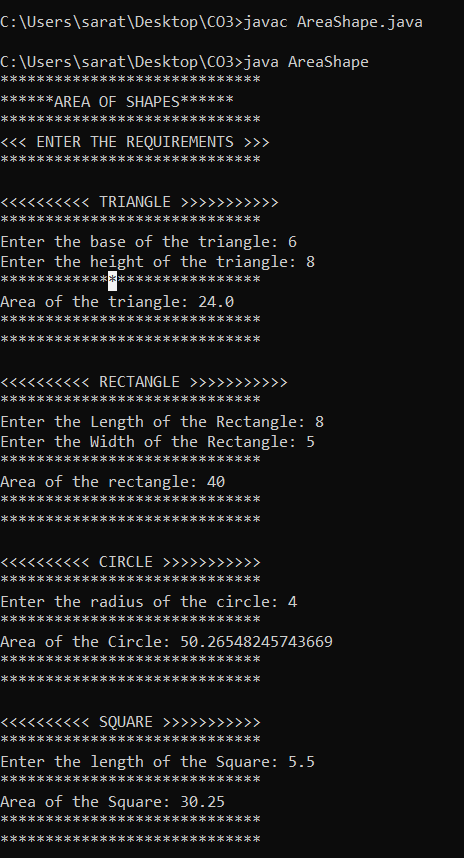 C:\Users\sarat\Desktop\CO3>javac AreaShape.java
C:\Users\sarat\Desktop\CO3>java AreaShape
*****************************
******AREA OF SHAPES******
*****************************
<<< ENTER THE REQUIREMENTS >>>
*****************************
<<<<<<<<<< TRIANGLE >>>>>>>>>>>
*****************************
Enter the base of the triangle: 6
Enter the height of the triangle: 8
*****************************
Area of the triangle: 24.0
*****************************
*****************************
<<<<<<<<<< RECTANGLE >>>>>>>>>>>
*****************************
Enter the Length of the Rectangle: 8
Enter the Width of the Rectangle: 5
*****************************
Area of the rectangle: 40
*****************************
*****************************
<<<<<<<<<< CIRCLE >>>>>>>>>>>
*****************************
Enter the radius of the circle: 4
*****************************
Area of the Circle: 50.26548245743669
*****************************
*****************************
<<<<<<<<<< SQUARE >>>>>>>>>>>
*****************************
Enter the length of the Square: 5.5
*****************************
Area of the Square: 30.25
*****************************
*****************************